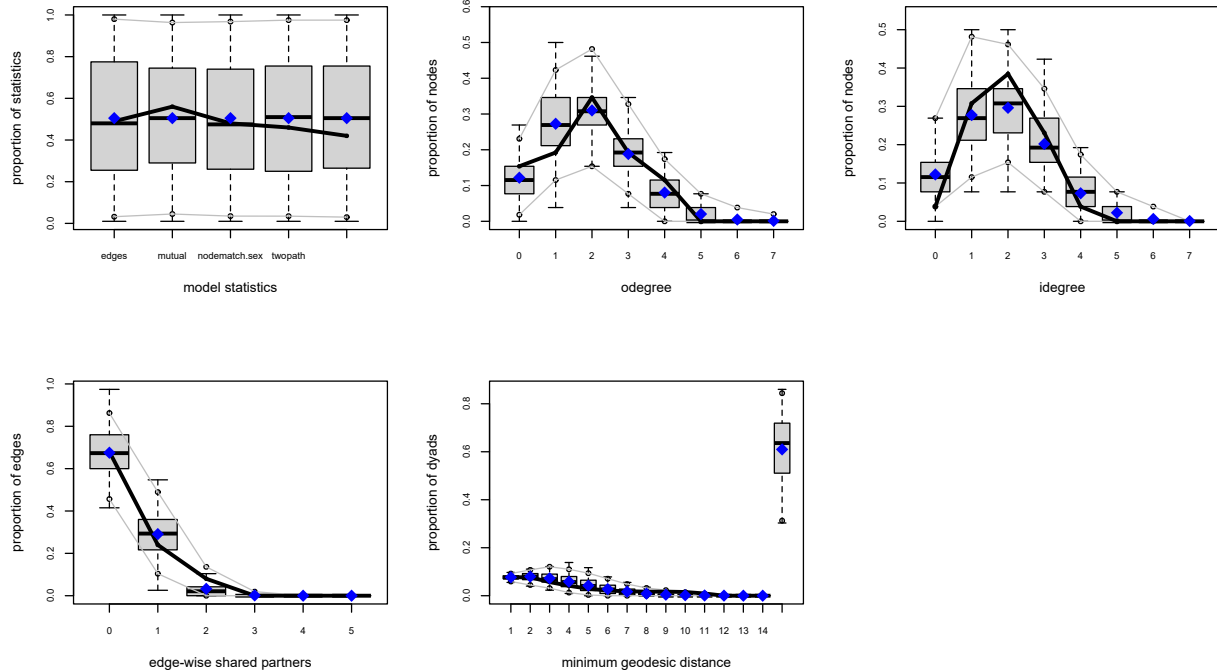 proportion of statistics
0.0 0.2 0.4 0.6 0.8 1.0
edges mutual nodematch.sex twopath
model statistics
proportion of nodes
0.0 0.1 0.2 0.3 0.4 0.5 0.6
0 1 2 3 4 5 6 7
odegree
proportion of nodes
0.0 0.1 0.2 0.3 0.4 0.5
0 1 2 3 4 5 6 7
idegree
proportion of edges
0.0 0.2 0.4 0.6 0.8 1.0
0 1 2 3 4 5
edge-wise shared partners
proportion of dyads
0.0 0.2 0.4 0.6 0.8
1 2 3 4 5 6 7 8 9 10 11 12 13 14
minimum geodesic distance